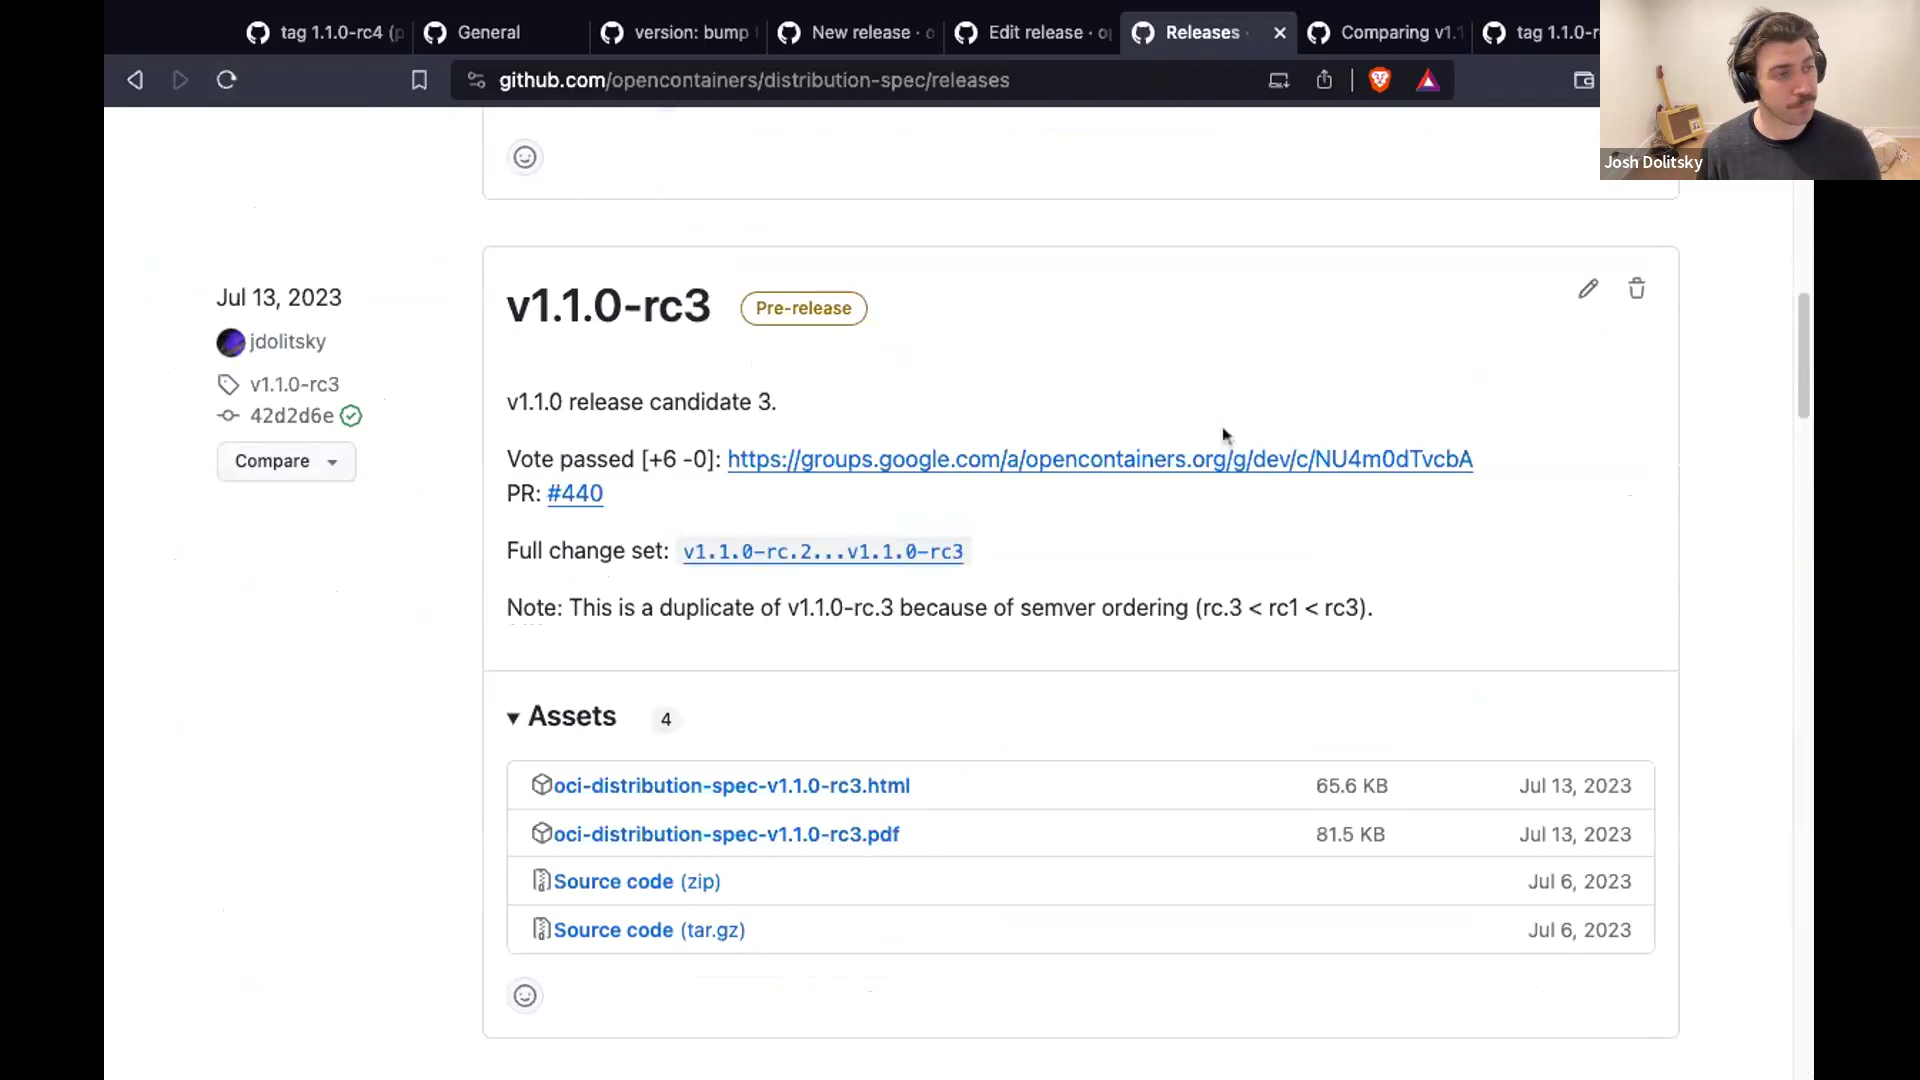 tag 1.1.0-rc4 (p
General
version: bump
New release · o
Edit release · o
Releases ·
Comparing v1.1
tag 1.1.0-r
github.com/opencontainers/distribution-spec/releases
Josh Dolitsky
Jul 13, 2023
jdolitsky
v1.1.0-rc3
42d2d6e
Compare
v1.1.0-rc3 Pre-release
v1.1.0 release candidate 3.
Vote passed [+6 -0]: https://groups.google.com/a/opencontainers.org/g/dev/c/NU4m0dTvcbA
PR: #440
Full change set: v1.1.0-rc.2...v1.1.0-rc3
Note: This is a duplicate of v1.1.0-rc.3 because of semver ordering (rc.3 < rc1 < rc3).
Assets 4
oci-distribution-spec-v1.1.0-rc3.html 65.6 KB Jul 13, 2023
oci-distribution-spec-v1.1.0-rc3.pdf 81.5 KB Jul 13, 2023
Source code (zip) Jul 6, 2023
Source code (tar.gz) Jul 6, 2023